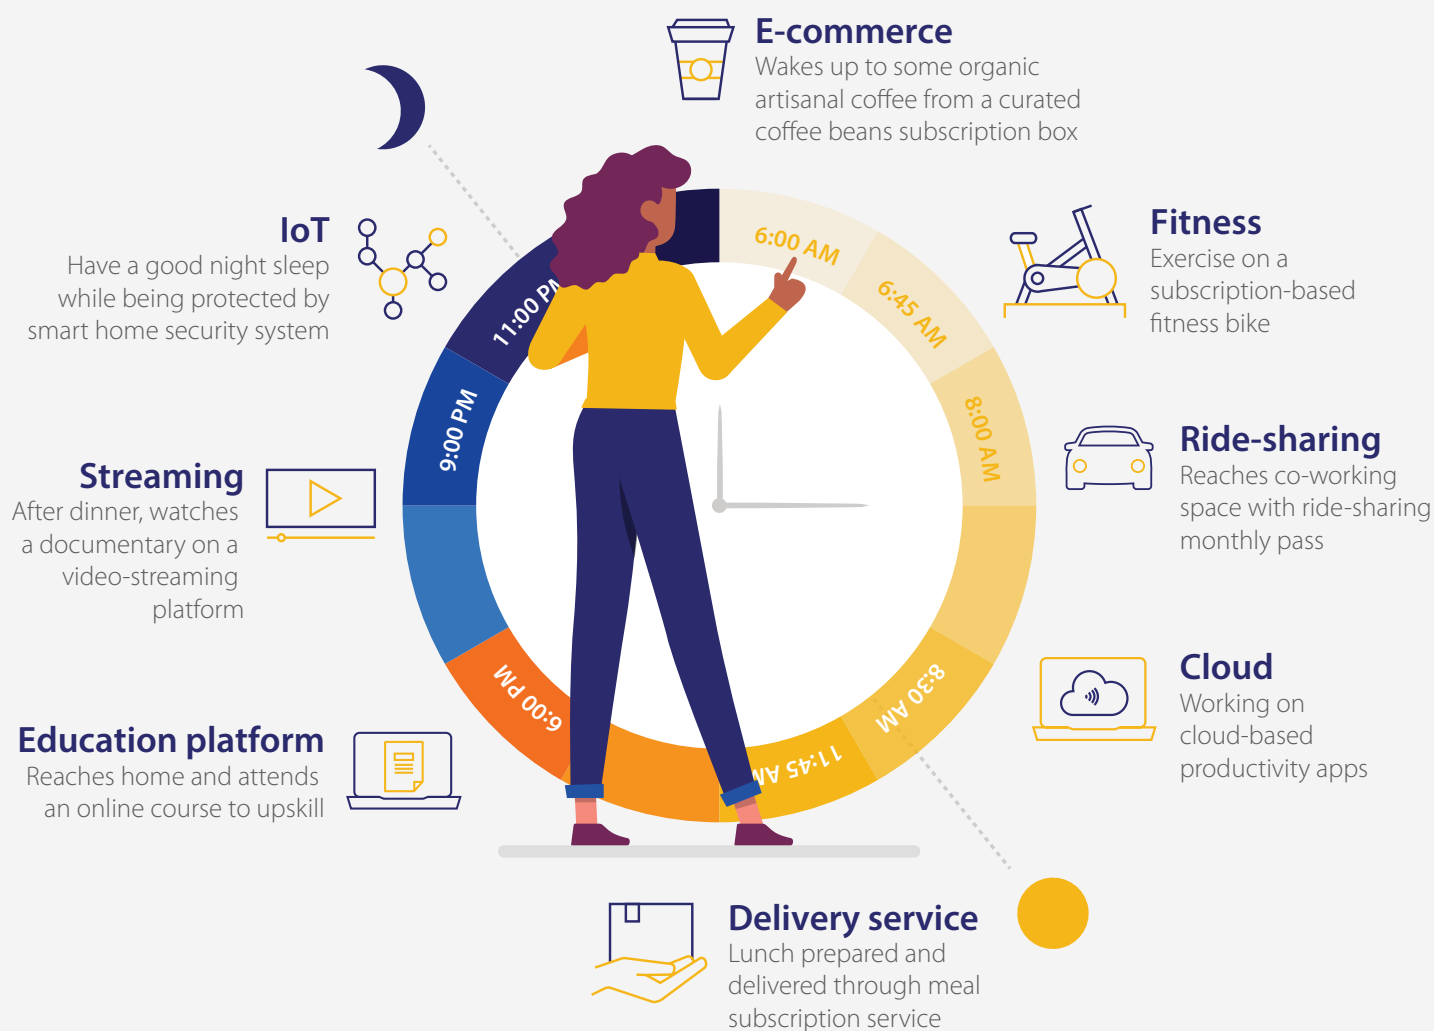 E-commerce
Wakes up to some organic
artisanal coffee from a curated
coffee beans subscription box
6:00 AM
Fitness
Exercise on a
subscription-based
fitness bike
6:45 AM
Ride-sharing
Reaches co-working
space with ride-sharing
monthly pass
8:00 AM
Cloud
Working on
cloud-based
productivity apps
8:30 AM
Delivery service
Lunch prepared and
delivered through meal
subscription service
11:45 AM
Education platform
Reaches home and attends
an online course to upskill
6:00 PM
Streaming
After dinner, watches
a documentary on a
video-streaming
platform
9:00 PM
IoT
Have a good night sleep
while being protected by
smart home security system
11:00 PM